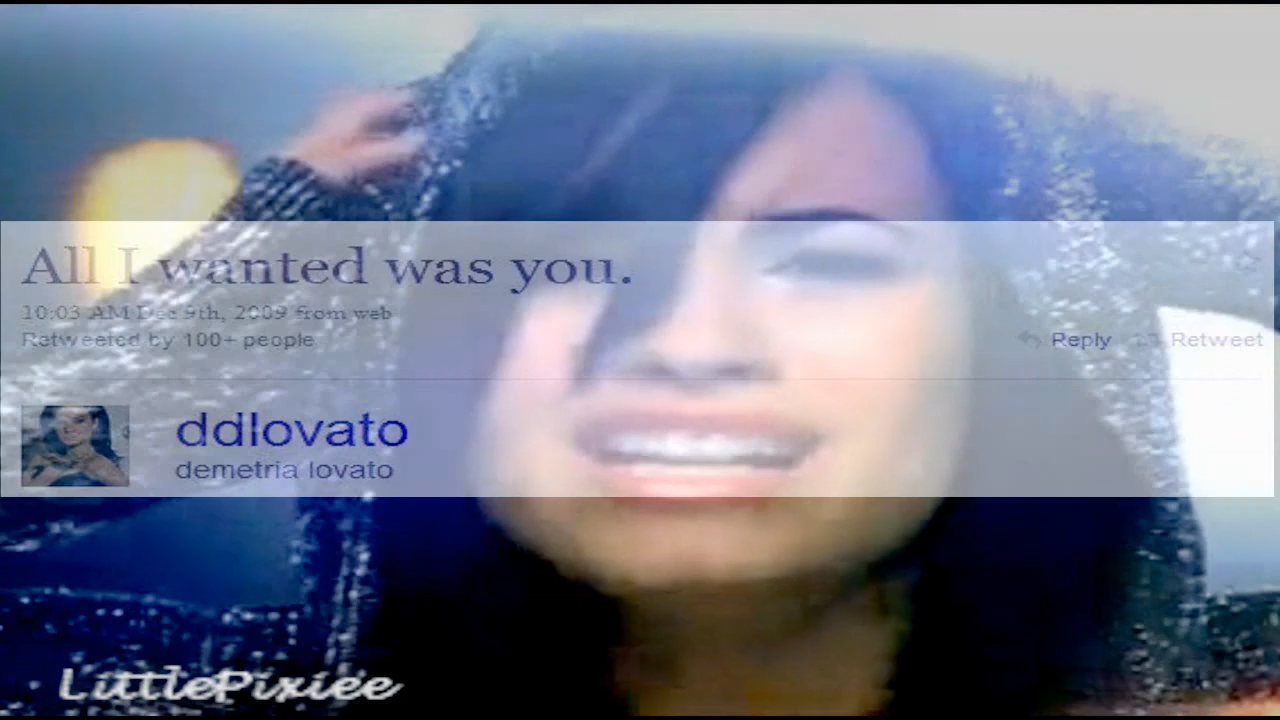 All I wanted was you.
10:03 AM Dec 9th, 2009 from web
Retweeted by 100+ people
Reply Retweet
ddlovato
demetria lovato
LittlePixiee